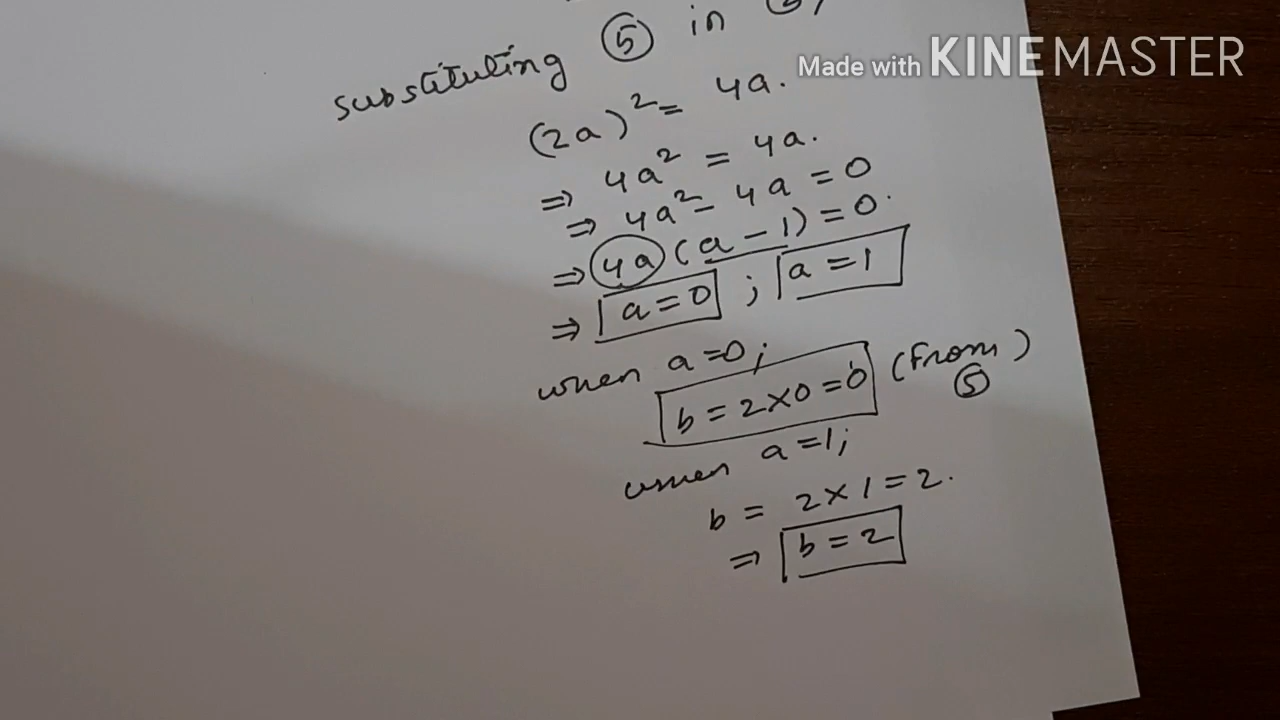 substituting ⑤ in
Made with KINEMASTER
(2a)² = 4a.
⇒ 4a² = 4a.
⇒ 4a² - 4a = 0
⇒ 4a (a - 1) = 0.
⇒ a = 0 ; a = 1
when a = 0;
b = 2 × 0 = 0 (From ⑤)
when a = 1;
b = 2 × 1 = 2.
⇒ b = 2